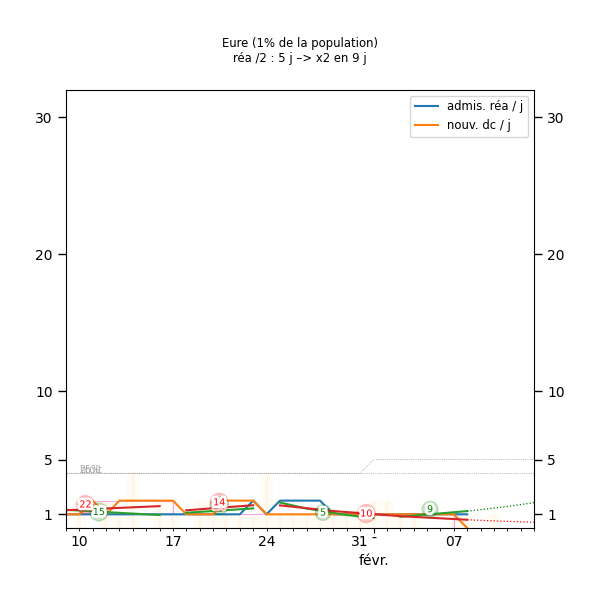 Eure (1% de la population)
réa /2 : 5 j –> x2 en 9 j
admis. réa / j
nouv. dc / j
30 30
20 20
10 10
5 5
1 1
22 15 14 5 10 9
10 17 24 31 07
févr.